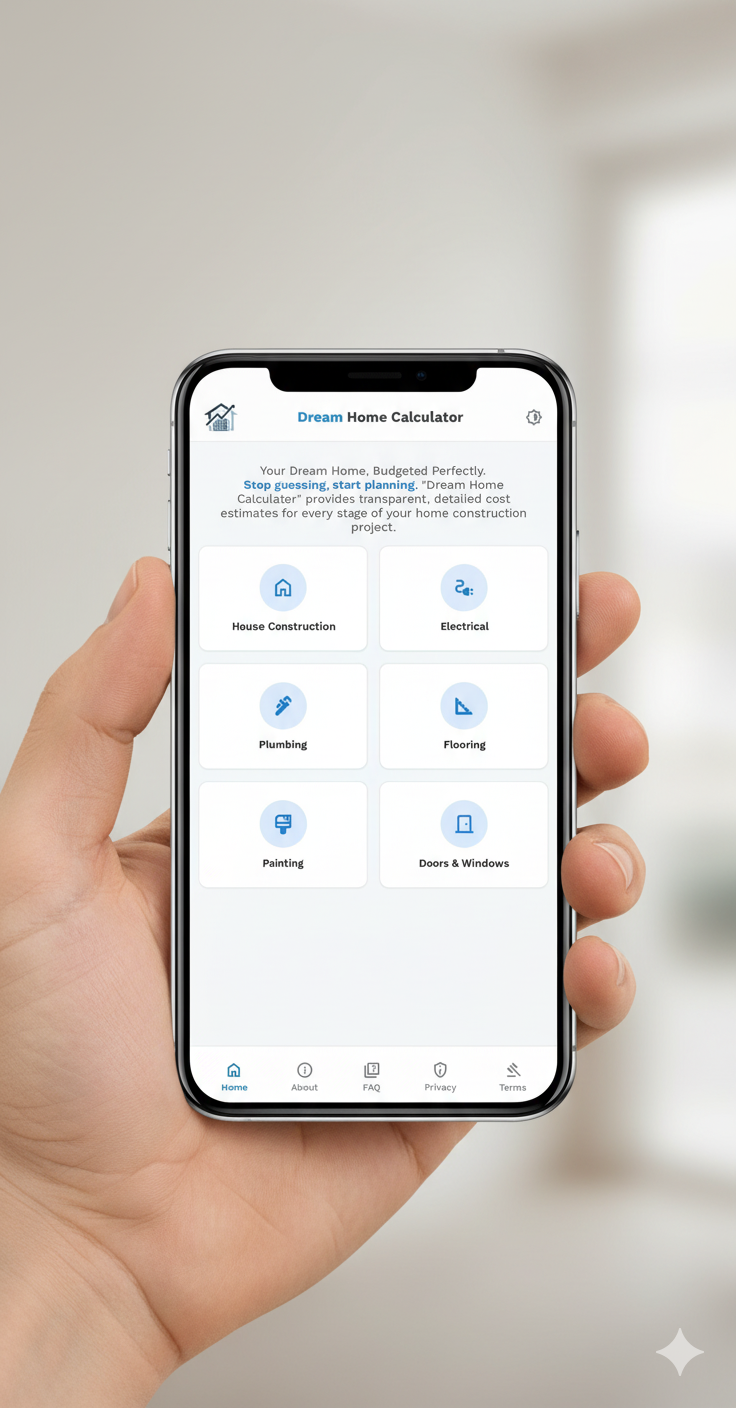 Dream Home Calculator
Your Dream Home, Budgeted Perfectly.
Stop guessing, start planning. "Dream Home
Calculater" provides transparent, detalied cost
estimates for every stage of your home construction
project.
House Construction
Electrical
Plumbing
Flooring
Painting
Doors & Windows
Home
About
FAQ
Privacy
Terms